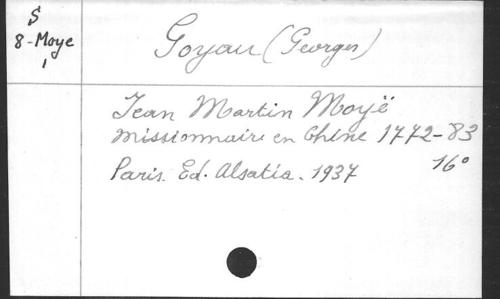 S
8-Moye
1
Goyau (Georges)
Jean Martin Moyë
missionnaire en Chine 1772-83
Paris. Ed. Alsatia. 1937 16°